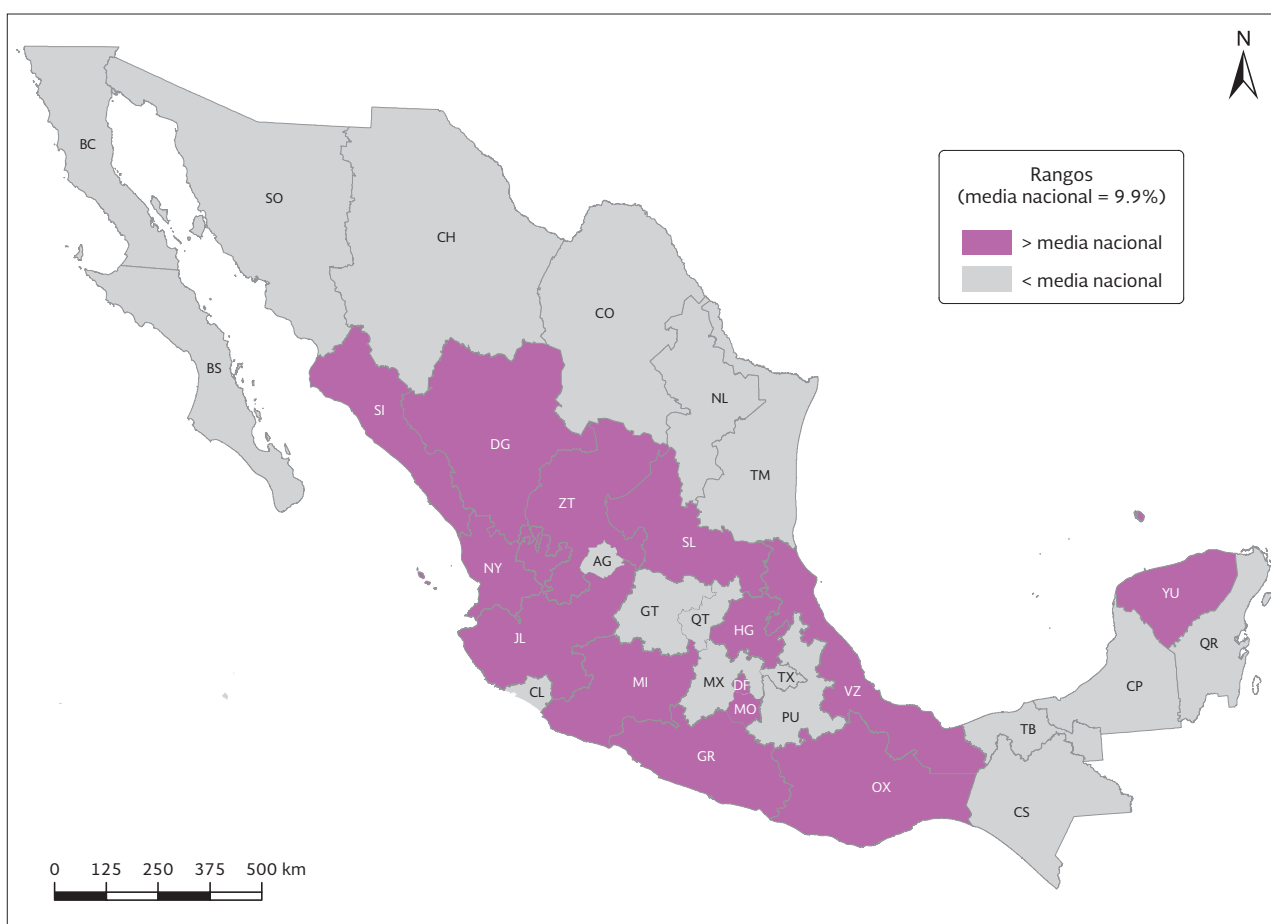 N
Rangos
(media nacional = 9.9%)
> media nacional
< media nacional
BC
SO
CH
CO
BS
NL
SI
DG
TM
ZT
SL
AG
NY
YU
GT
QT
HG
JL
QR
MI
MX
DF
TX
CP
CL
VZ
MO
PU
TB
GR
OX
CS
0 125 250 375 500 km